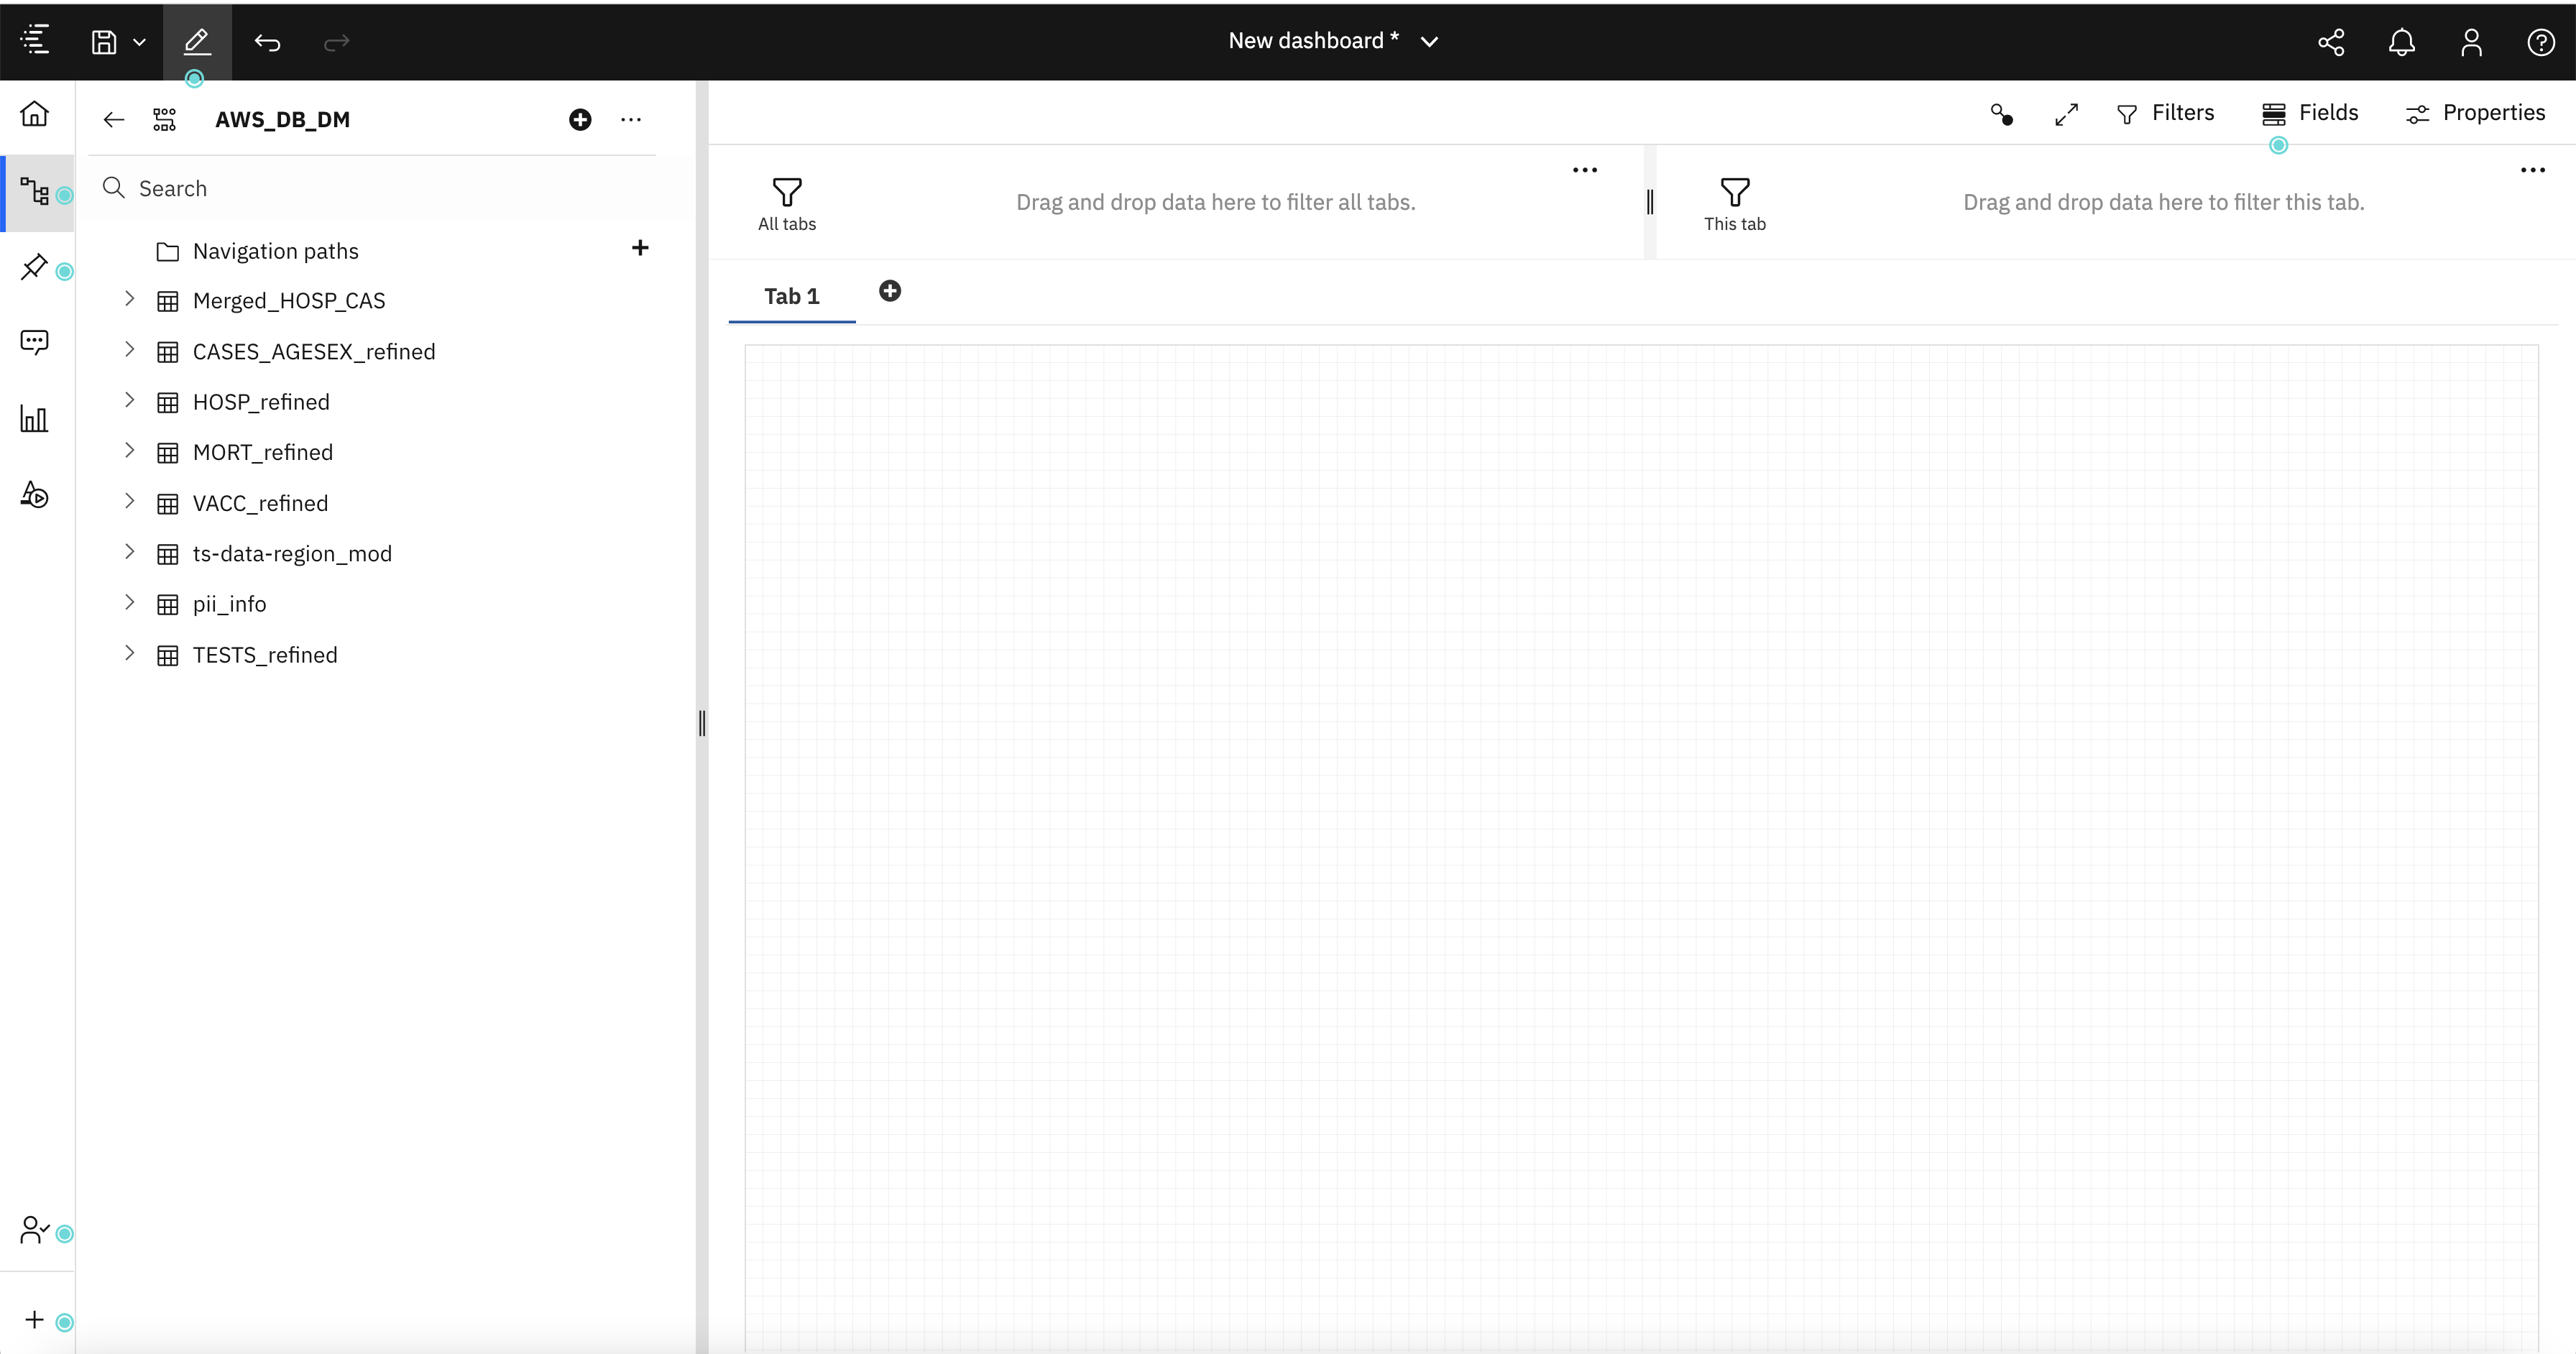 New dashboard *
AWS_DB_DM
Search
Navigation paths
Merged_HOSP_CAS
CASES_AGESEX_refined
HOSP_refined
MORT_refined
VACC_refined
ts-data-region_mod
pii_info
TESTS_refined
Filters
Fields
Properties
All tabs
Drag and drop data here to filter all tabs.
This tab
Drag and drop data here to filter this tab.
Tab 1